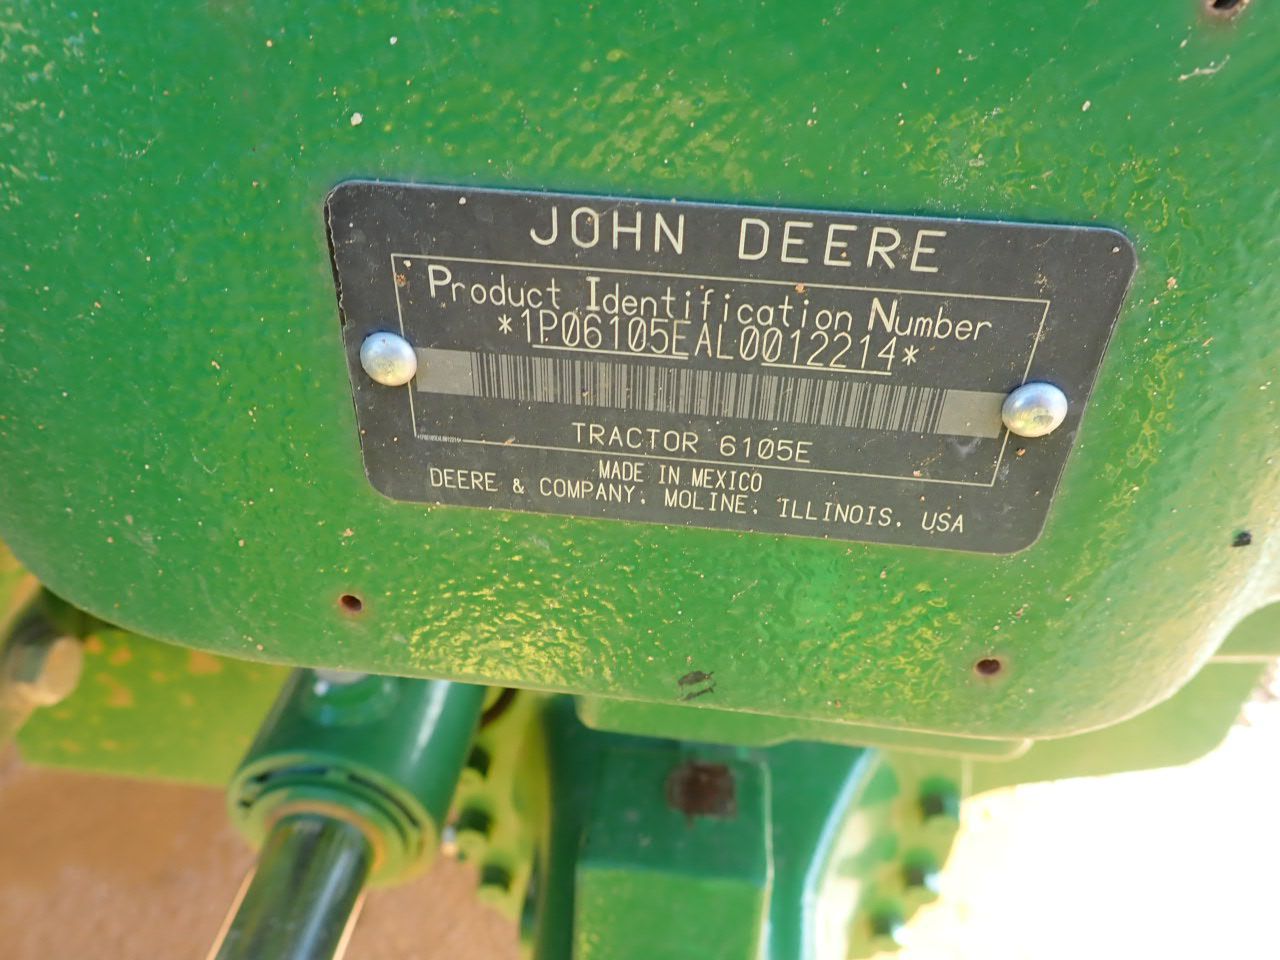 JOHN DEERE
Product Identification Number
*1P06105EAL0012214*
TRACTOR 6105E
MADE IN MEXICO
DEERE & COMPANY, MOLINE, ILLINOIS, USA